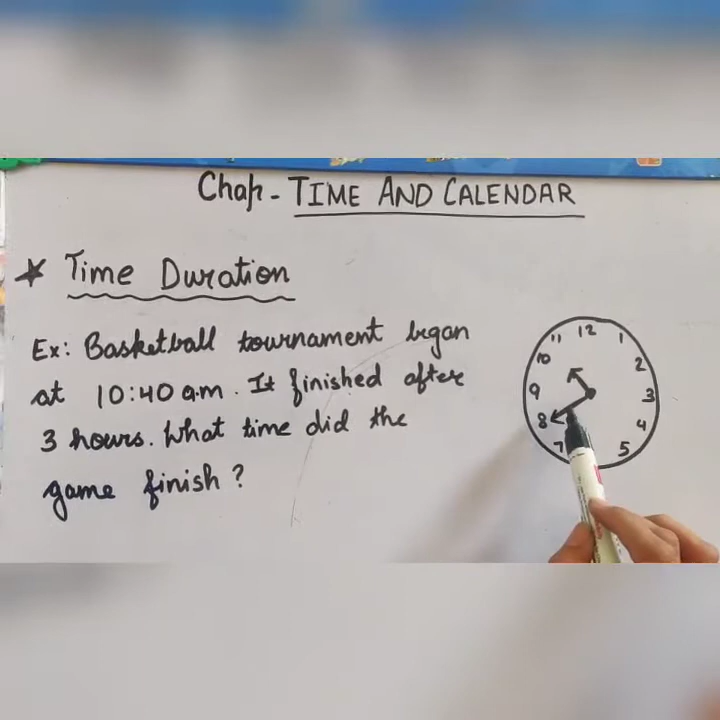 Chap - TIME AND CALENDAR
★ Time Duration
Ex: Basketball tournament began
at 10:40 a.m. It finished after
3 hours. What time did the
game finish?
12
11 1
10 2
9 3
8 4
7 5